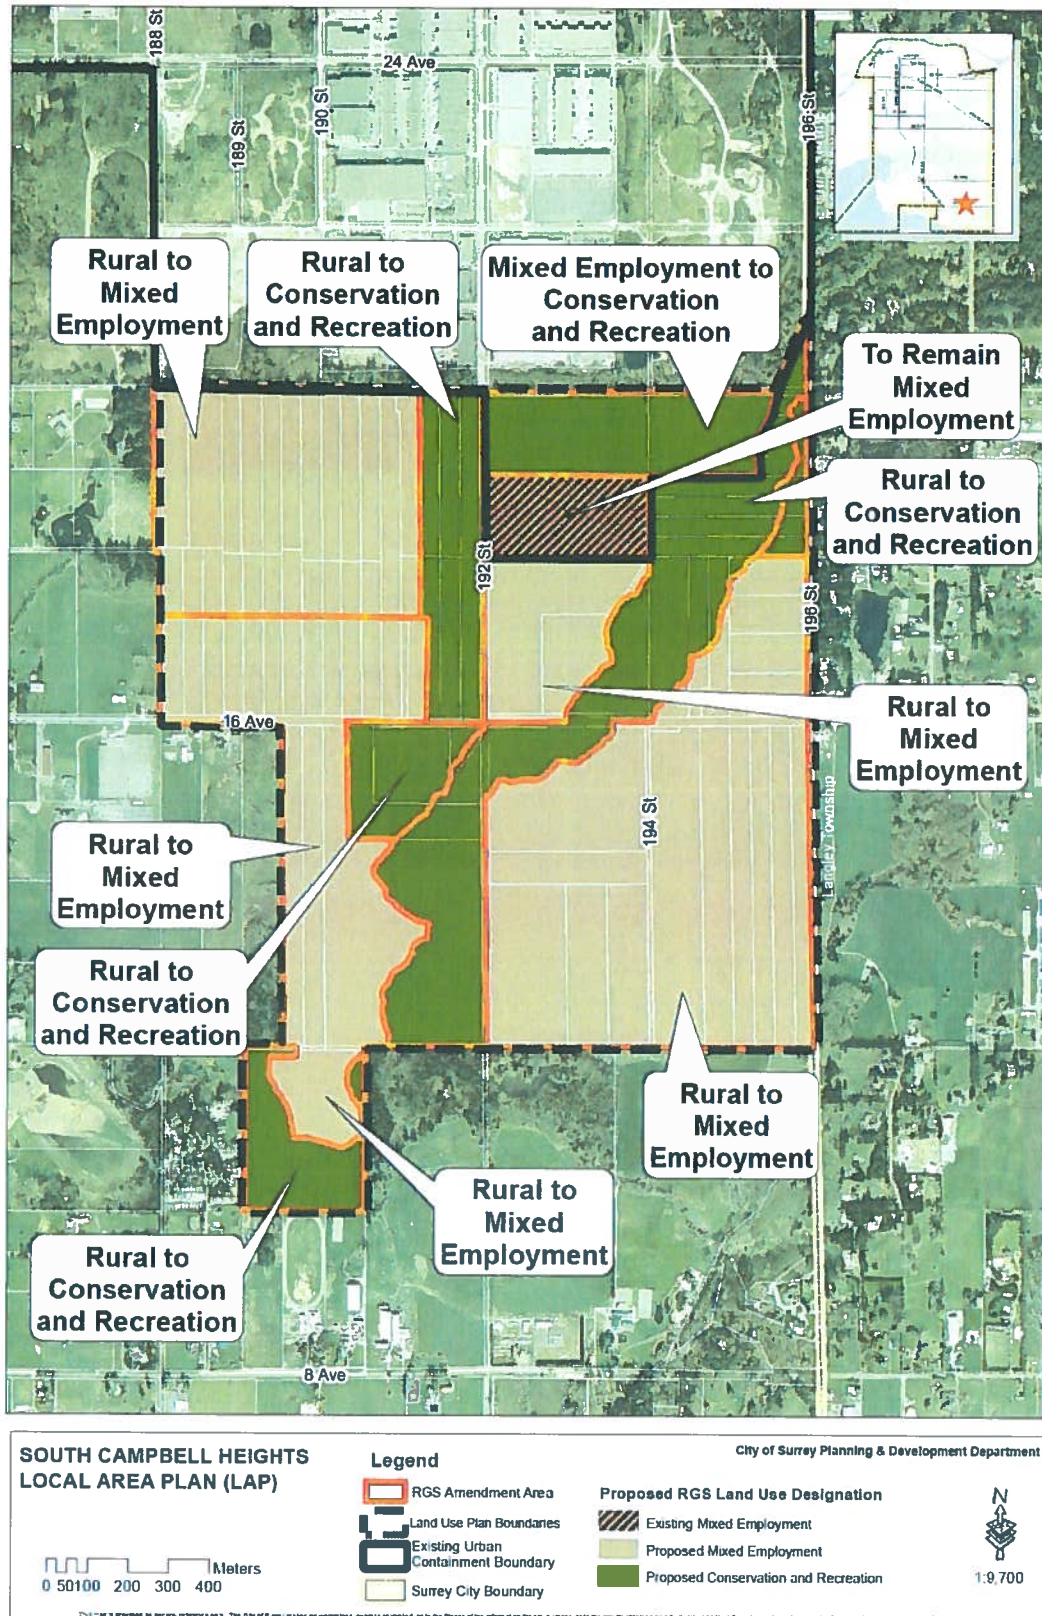 188 St
24 Ave
190 St
189 St
196 St
Rural to
Mixed
Employment
Rural to
Conservation
and Recreation
Mixed Employment to
Conservation
and Recreation
To Remain
Mixed
Employment
Rural to
Conservation
and Recreation
192 St
196 St
16 Ave
Rural to
Mixed
Employment
194 St
Langley Township
Rural to
Mixed
Employment
Rural to
Conservation
and Recreation
Rural to
Mixed
Employment
Rural to
Mixed
Employment
Rural to
Conservation
and Recreation
8 Ave
SOUTH CAMPBELL HEIGHTS
LOCAL AREA PLAN (LAP)
Meters
0 50100 200 300 400
Legend
RGS Amendment Area
Land Use Plan Boundaries
Existing Urban
Containment Boundary
Surrey City Boundary
City of Surrey Planning & Development Department
Proposed RGS Land Use Designation
Existing Mixed Employment
Proposed Mixed Employment
Proposed Conservation and Recreation
N
1:9,700